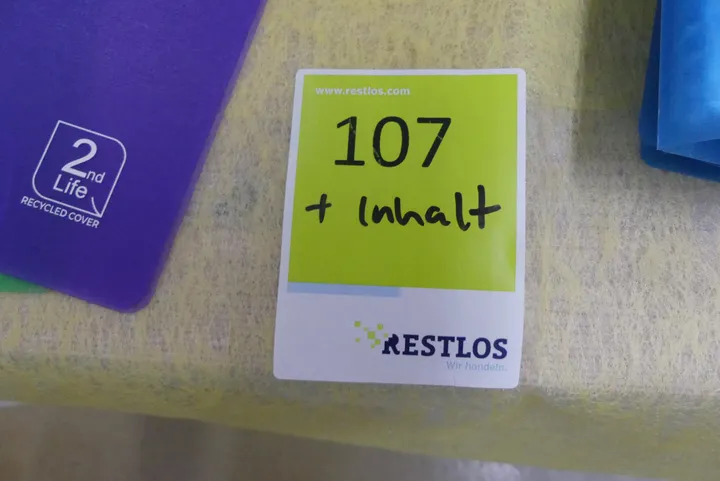 2nd
Life
RECYCLED COVER
www.restlos.com
107
+ Inhalt
RESTLOS
Wir handeln.